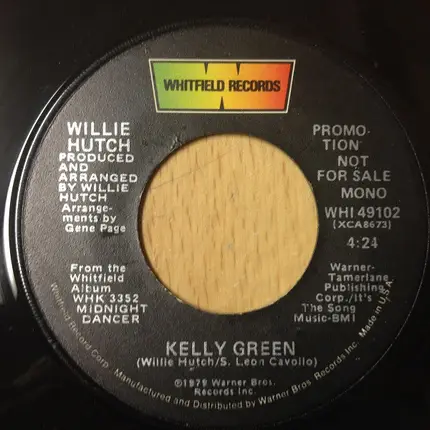 WHITFIELD RECORDS
WILLIE
HUTCH
PRODUCED
AND
ARRANGED
BY WILLIE
HUTCH
Arrange-
ments by
Gene Page
PROMO-
TION
NOT
FOR SALE
MONO
WHI 49102
(XCA8673)
4:24
From the
Whitfield
Album
WHK 3352
MIDNIGHT
DANCER
Warner-
Tamerlane
Publishing
Corp./It's
The Song
Music-BMI
KELLY GREEN
(Willie Hutch/S. Leon Cavollo)
©1979 Warner Bros.
Records Inc.
Whitfield Record Corp. Manufactured and Distributed by Warner Bros. Records Inc. Made in U.S.A.